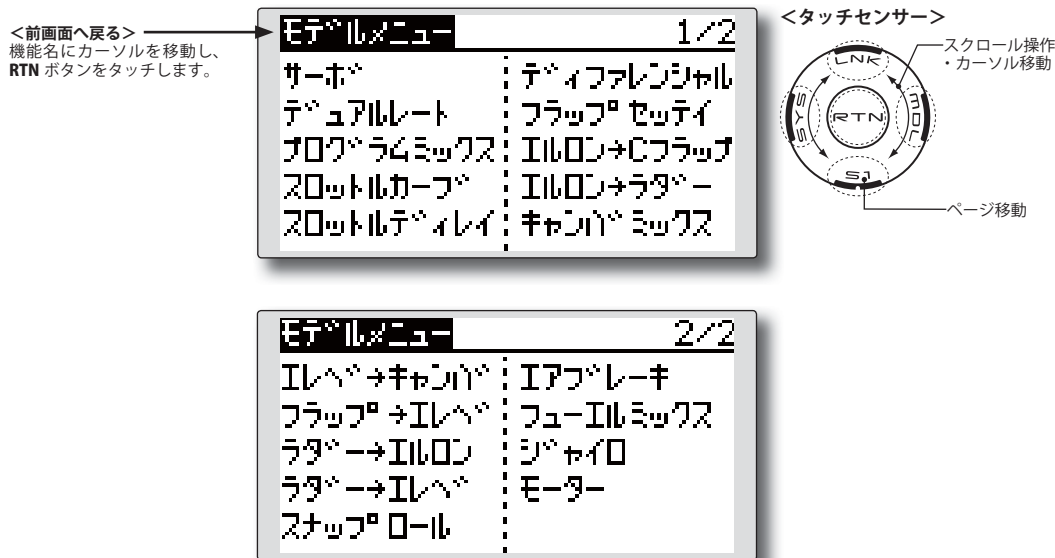 <前画面へ戻る>
機能名にカーソルを移動し、
RTN ボタンをタッチします。
モデルメニュー 1/2
サーボ ディファレンシャル
デュアルレート フラップ セッテイ
プログラムミックス エルロン→Cフラップ
スロットルカーブ エルロン→ラダー
スロットルディレイ キャンバ ミックス
<タッチセンサー>
LNK
スクロール操作
・カーソル移動
SYS
RTN
MDL
S1
ページ移動
モデルメニュー 2/2
エレベ→キャンバ エアブレーキ
フラップ→エレベ フューエルミックス
ラダー→エルロン ジャイロ
ラダー→エレベ モーター
スナップ ロール